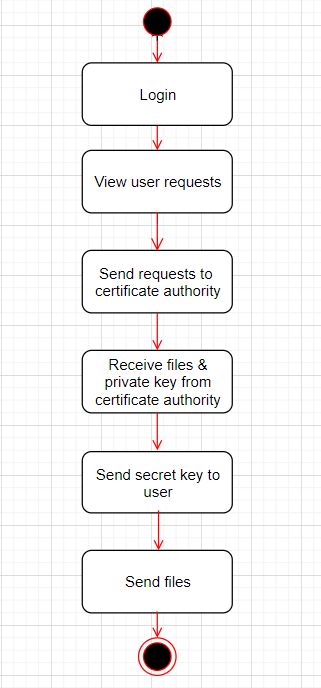 Login
View user requests
Send requests to
certificate authority
Receive files &
private key from
certificate authority
Send secret key to
user
Send files